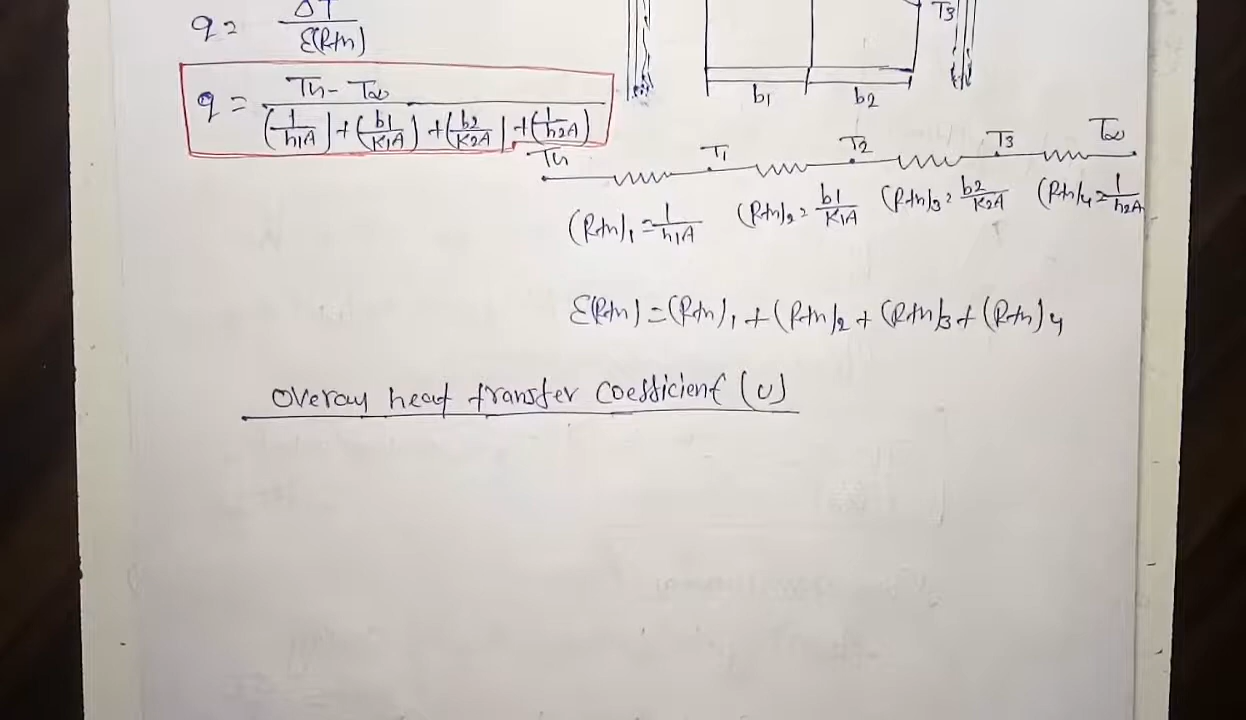 q = ΔT / Σ(Rth)
T3
q = Th - T∞ / (1/h1A) + (b1/K1A) + (b2/K2A) + (1/h2A)
b1 b2
Th T1 T2 T3 T∞
(Rth)1 = 1/h1A (Rth)2 = b1/K1A (Rth)3 = b2/K2A (Rth)4 = 1/h2A
Σ(Rth) = (Rth)1 + (Rth)2 + (Rth)3 + (Rth)4
overall heat transfer coefficient (U)